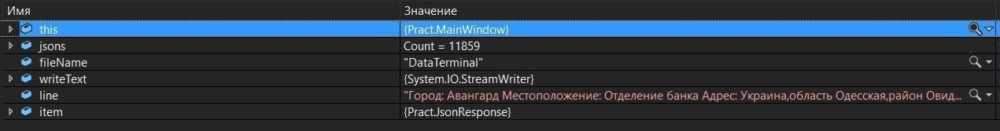 Имя Значение
this {Pract.MainWindow}
jsons Count = 11859
fileName "DataTerminal"
writeText {System.IO.StreamWriter}
line "Город: Авангард Местоположение: Отделение банка Адрес: Украина,область Одесская,район Овид...
item {Pract.JsonResponse}